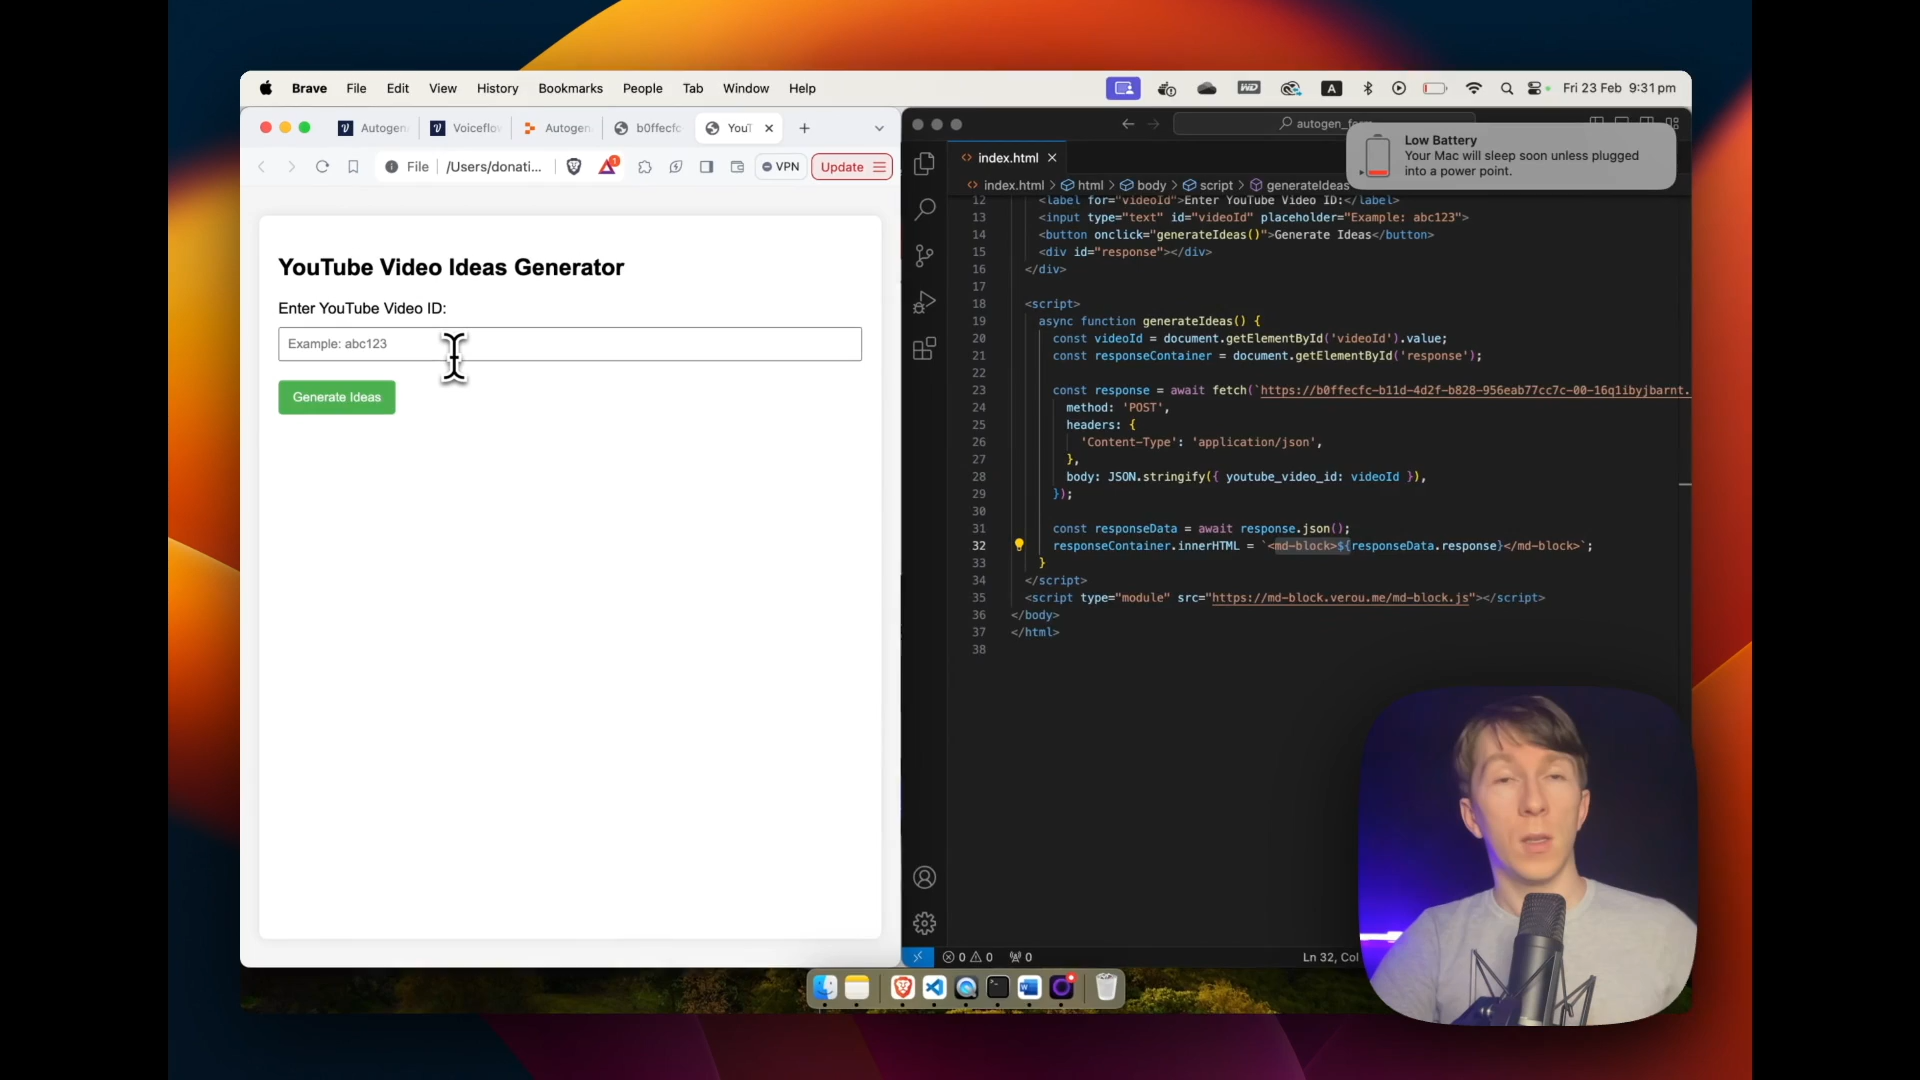 Brave File Edit View History Bookmarks People Tab Window Help
WD
A
Fri 23 Feb 9:31 pm
Autogen
Voiceflow
Autogen
b0ffecfc
YouT
File
/Users/donati...
1
VPN
Update
YouTube Video Ideas Generator
Enter YouTube Video ID:
Example: abc123
Generate Ideas
autogen_form
Low Battery
Your Mac will sleep soon unless plugged
into a power point.
index.html
index.html > html > body > script > generateIdeas
12 <label for="videoId">Enter YouTube Video ID:</label>
13 <input type="text" id="videoId" placeholder="Example: abc123">
14 <button onclick="generateIdeas()">Generate Ideas</button>
15 <div id="response"></div>
16 </div>
17
18 <script>
19 async function generateIdeas() {
20 const videoId = document.getElementById('videoId').value;
21 const responseContainer = document.getElementById('response');
22
23 const response = await fetch(`https://b0ffecfc-b11d-4d2f-b828-956eab77cc7c-00-16q1ibyjbarnt.
24 method: 'POST',
25 headers: {
26 'Content-Type': 'application/json',
27 },
28 body: JSON.stringify({ youtube_video_id: videoId }),
29 });
30
31 const responseData = await response.json();
32 responseContainer.innerHTML = `<md-block>${responseData.response}</md-block>`;
33 }
34 </script>
35 <script type="module" src="https://md-block.verou.me/md-block.js"></script>
36 </body>
37 </html>
38
0 0
0
Ln 32, Col